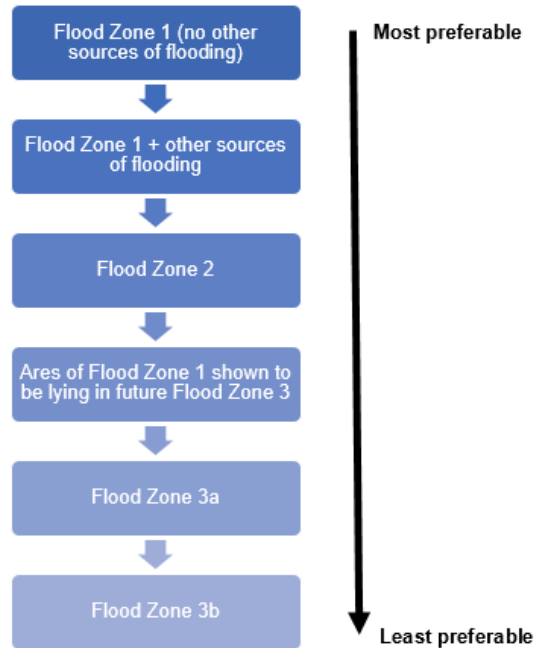 Flood Zone 1 (no other
sources of flooding)
Most preferable
Flood Zone 1 + other sources
of flooding
Flood Zone 2
Ares of Flood Zone 1 shown to
be lying in future Flood Zone 3
Flood Zone 3a
Flood Zone 3b
Least preferable